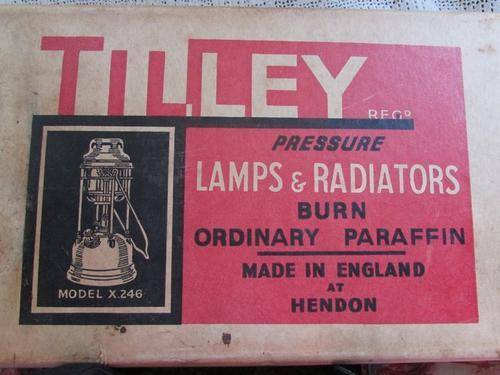 TILLEY
REGD
PRESSURE
LAMPS & RADIATORS
BURN
ORDINARY PARAFFIN
MADE IN ENGLAND
AT
HENDON
MODEL X.246